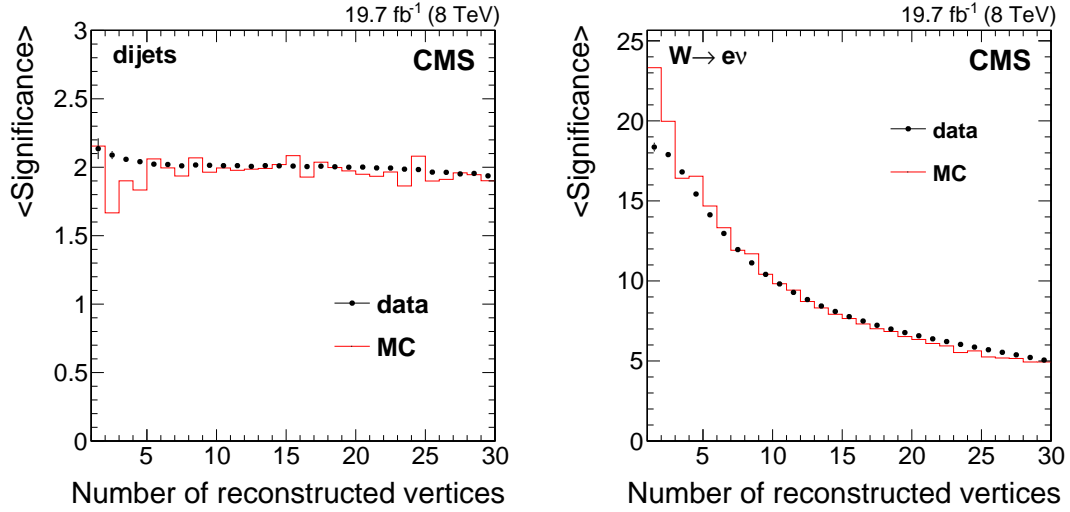 19.7 fb⁻¹ (8 TeV)
dijets
CMS
<Significance>
3
2.5
2
1.5
1
0.5
0
data
MC
5 10 15 20 25 30
Number of reconstructed vertices
19.7 fb⁻¹ (8 TeV)
W→ eν
CMS
<Significance>
25
20
15
10
5
0
data
MC
5 10 15 20 25 30
Number of reconstructed vertices